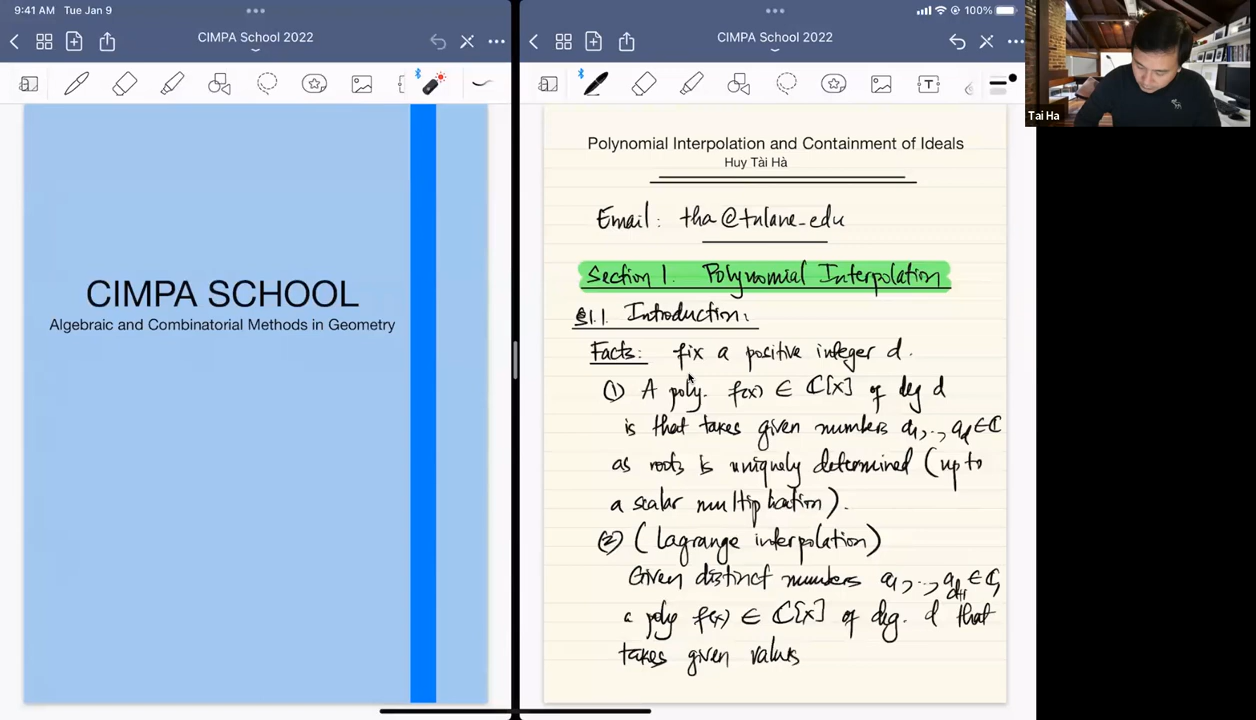 9:41 AM Tue Jan 9
100%
CIMPA School 2022
CIMPA School 2022
T
Tai Ha
CIMPA SCHOOL
Algebraic and Combinatorial Methods in Geometry
Polynomial Interpolation and Containment of Ideals
Huy Tài Hà
Email: tha@tulane.edu
Section 1. Polynomial Interpolation
§1.1. Introduction:
Facts: fix a positive integer d.
① A poly. f(x) ∈ ℂ[x] of deg d
is that takes given numbers a₁, .., a_d ∈ ℂ
as roots is uniquely determined (up to
a scalar multiplication).
② (Lagrange interpolation)
Given distinct numbers a₁, ..., a_{d+1} ∈ ℂ,
a poly f(x) ∈ ℂ[x] of deg. d that
takes given values